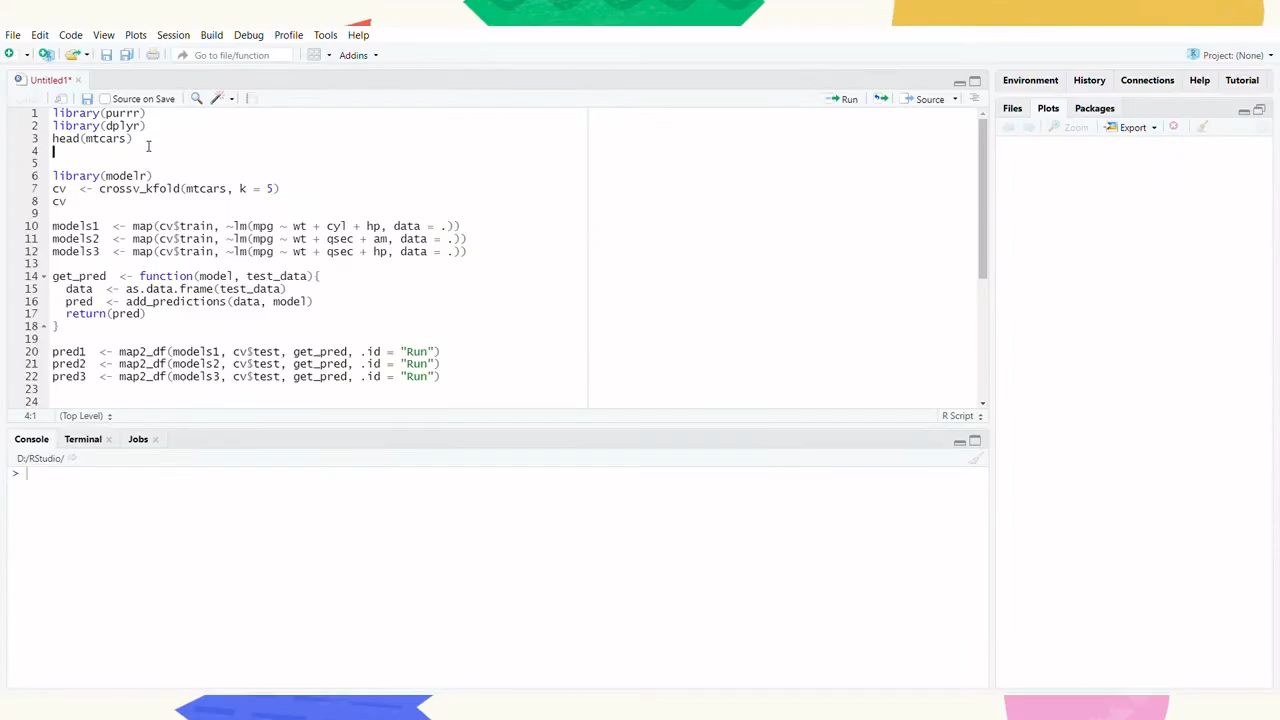 File Edit Code View Plots Session Build Debug Profile Tools Help
Go to file/function Addins Project: (None)
Untitled1*
Source on Save Run Source
1 library(purrr)
2 library(dplyr)
3 head(mtcars)
4
5
6 library(modelr)
7 cv <- crossv_kfold(mtcars, k = 5)
8 cv
9
10 models1 <- map(cv$train, ~lm(mpg ~ wt + cyl + hp, data = .))
11 models2 <- map(cv$train, ~lm(mpg ~ wt + qsec + am, data = .))
12 models3 <- map(cv$train, ~lm(mpg ~ wt + qsec + hp, data = .))
13
14 get_pred <- function(model, test_data){
15 data <- as.data.frame(test_data)
16 pred <- add_predictions(data, model)
17 return(pred)
18 }
19
20 pred1 <- map2_df(models1, cv$test, get_pred, .id = "Run")
21 pred2 <- map2_df(models2, cv$test, get_pred, .id = "Run")
22 pred3 <- map2_df(models3, cv$test, get_pred, .id = "Run")
23
24
4:1 (Top Level) R Script
Console Terminal Jobs
D:/RStudio/
>
Environment History Connections Help Tutorial
Files Plots Packages
Zoom Export